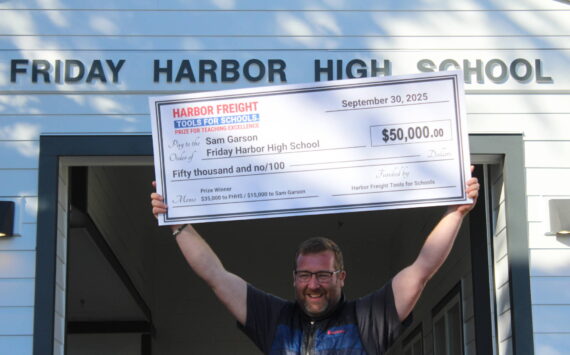 FRIDAY HARBOR HIGH SCHOOL
HARBOR FREIGHT
TOOLS FOR SCHOOLS
PRIZE FOR TEACHING EXCELLENCE
September 30, 2025
Pay to the
Order of
Sam Garson
Friday Harbor High School
$50,000.00
Fifty thousand and no/100
Dollars
Memo
Prize Winner
$35,000 to FHHS / $15,000 to Sam Garson
Funded by
Harbor Freight Tools for Schools